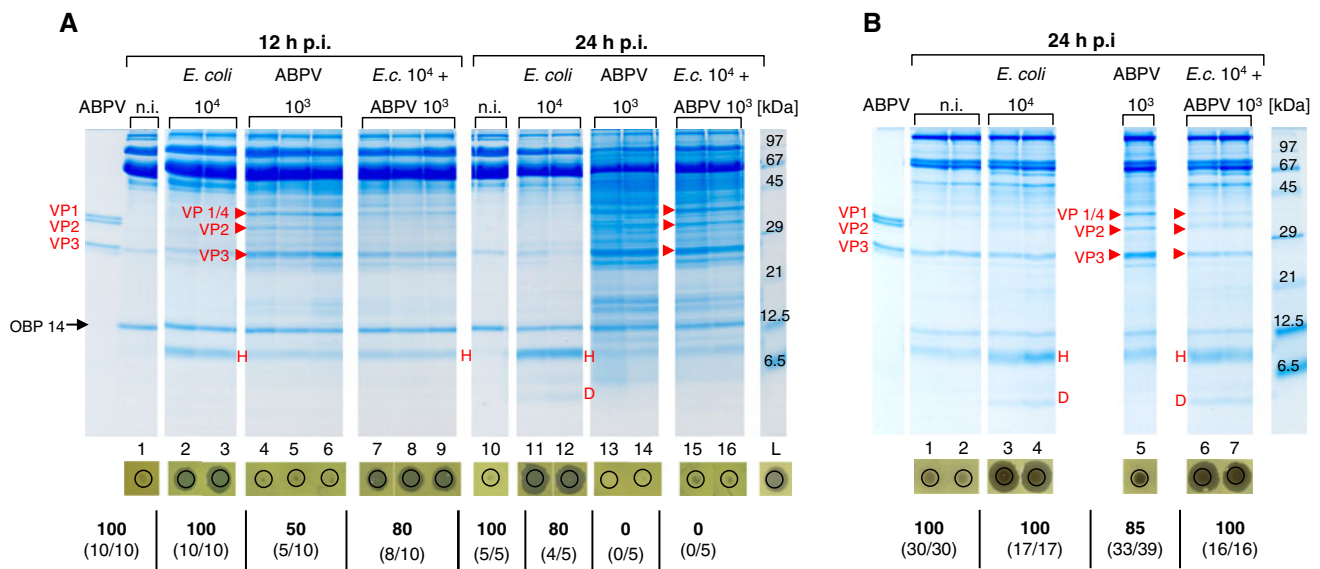 A
12 h p.i.
24 h p.i.
E. coli
ABPV
E.c. 10⁴ +
E. coli
ABPV
E.c. 10⁴ +
ABPV
n.i.
10⁴
10³
ABPV 10³
n.i.
10⁴
10³
ABPV 10³
[kDa]
97
67
45
VP1
VP 1/4
VP2
VP2
29
VP3
VP3
21
12.5
OBP 14
H
H
H
6.5
D
1 2 3 4 5 6 7 8 9 10 11 12 13 14 15 16 L
100 100 50 80 100 80 0 0
(10/10) (10/10) (5/10) (8/10) (5/5) (4/5) (0/5) (0/5)
B
24 h p.i
E. coli
ABPV
E.c. 10⁴ +
ABPV
n.i.
10⁴
10³
ABPV 10³
[kDa]
97
67
45
VP1
VP 1/4
VP2
VP2
29
VP3
VP3
21
12.5
H
H
6.5
D
D
1 2 3 4 5 6 7
100 100 85 100
(30/30) (17/17) (33/39) (16/16)